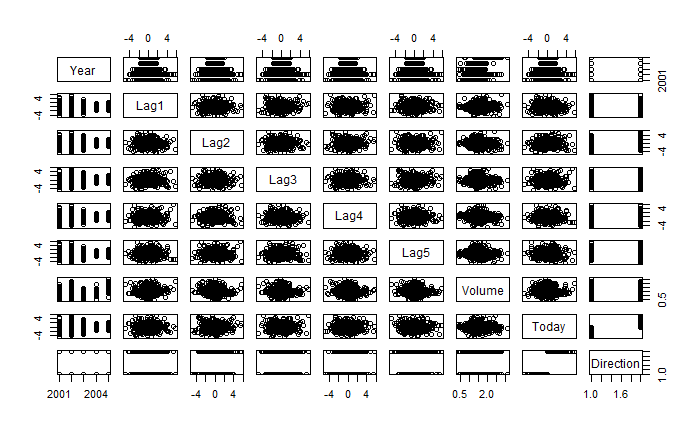 -4 0 4 -4 0 4 -4 0 4 -4 0 4
Year 2001
-4 4 Lag1
Lag2 -4 4
-4 4 Lag3
Lag4 -4 4
-4 4 Lag5
Volume 0.5
-4 4 Today
Direction 1.0
2001 2004 -4 0 4 -4 0 4 0.5 2.0 1.0 1.6